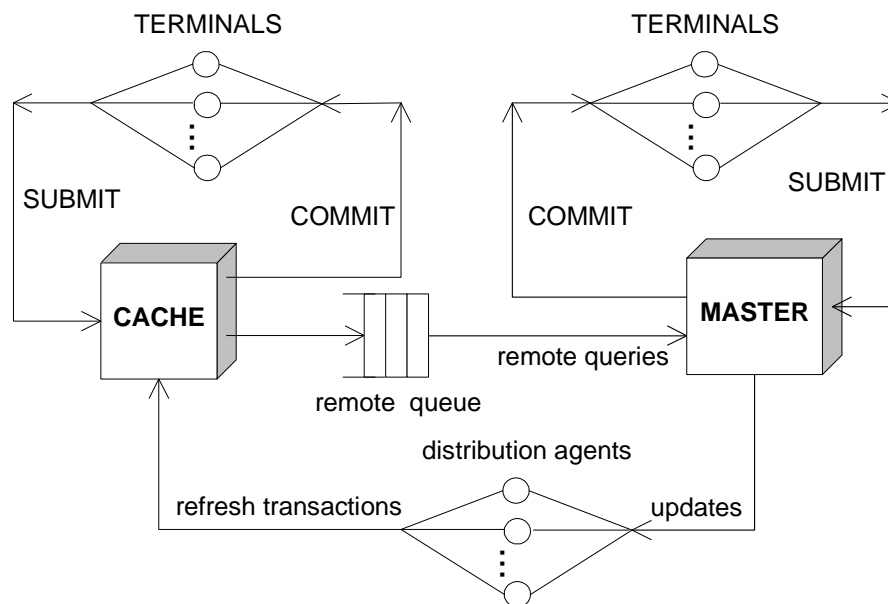 TERMINALS
TERMINALS
SUBMIT
COMMIT
COMMIT
SUBMIT
CACHE
MASTER
remote queries
remote queue
distribution agents
refresh transactions
updates